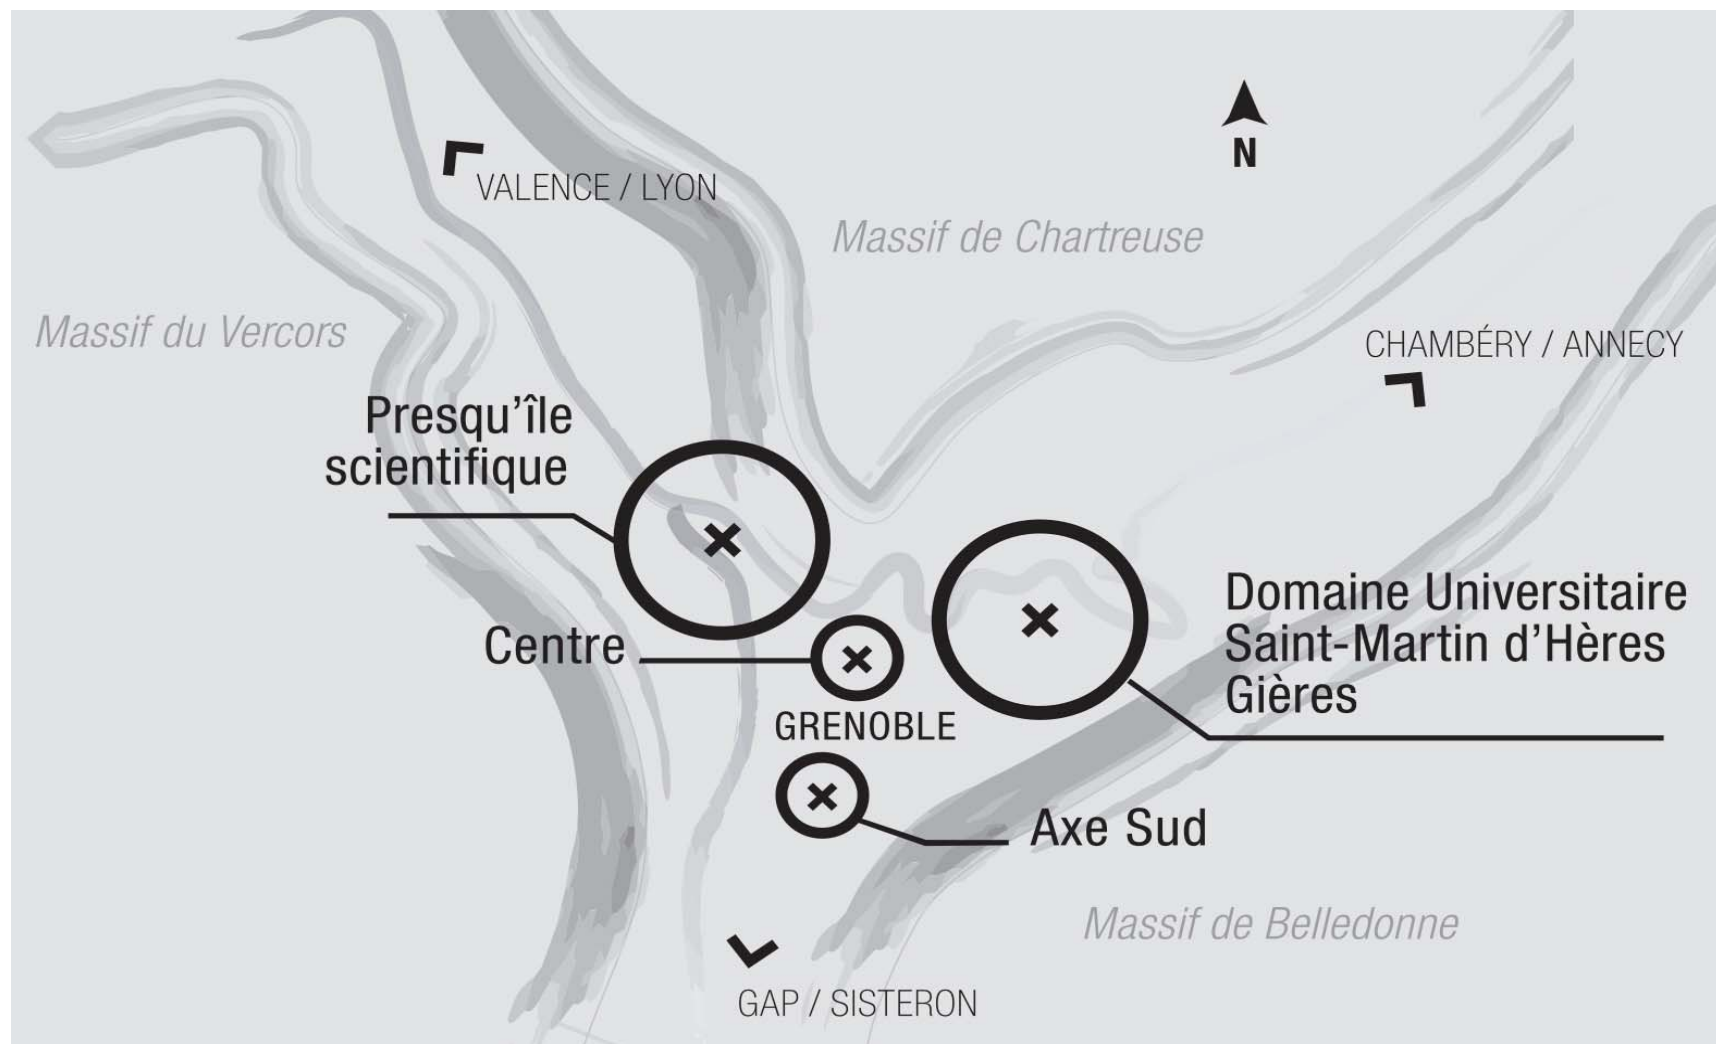 N
VALENCE / LYON
Massif de Chartreuse
Massif du Vercors
CHAMBÉRY / ANNECY
Presqu’île
scientifique
Domaine Universitaire
Saint-Martin d’Hères
Gières
Centre
GRENOBLE
Axe Sud
Massif de Belledonne
GAP / SISTERON